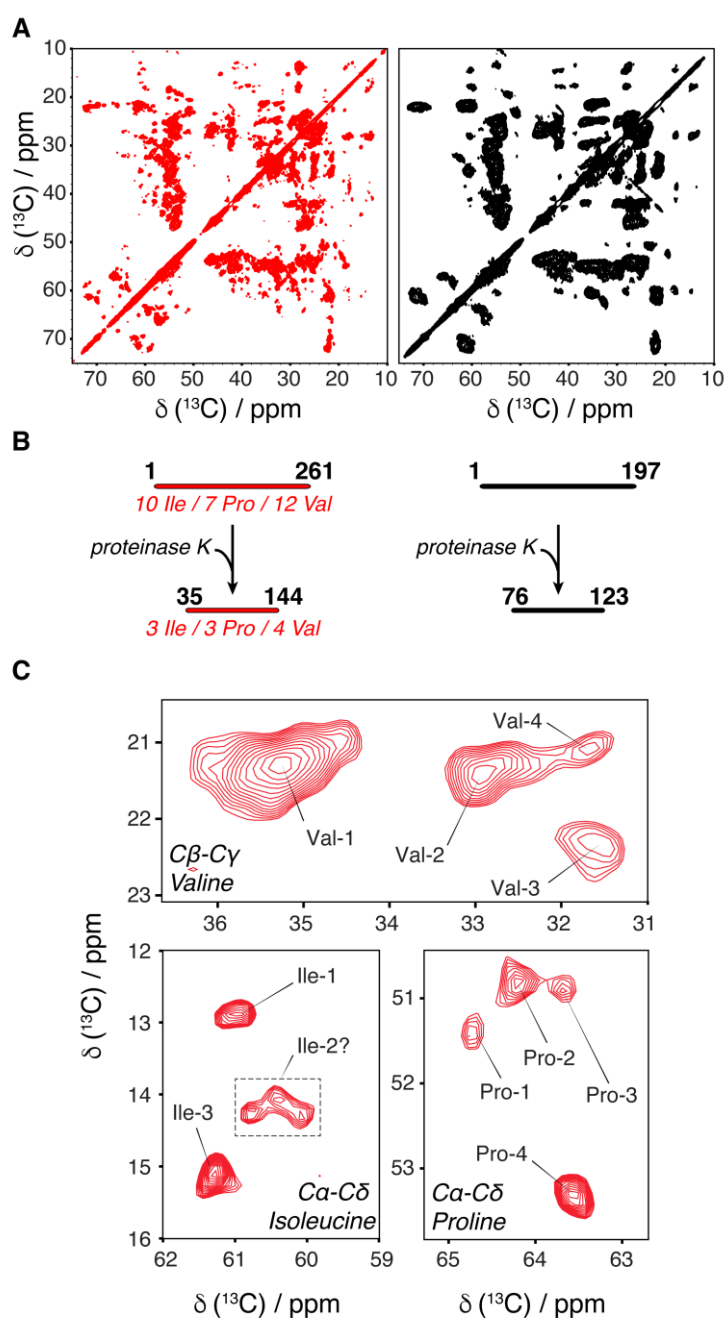 A
10
20
30
40
50
60
70
δ (¹³C) / ppm
70 60 50 40 30 20 10
70 60 50 40 30 20 10
δ (¹³C) / ppm
δ (¹³C) / ppm
B
1 261
10 Ile / 7 Pro / 12 Val
proteinase K
35 144
3 Ile / 3 Pro / 4 Val
1 197
proteinase K
76 123
C
21
22
23
Val-4
Val-1
Val-2
Val-3
Cβ-Cγ
Valine
36 35 34 33 32 31
δ (¹³C) / ppm
12
13
14
15
16
Ile-1
Ile-2?
Ile-3
Cα-Cδ
Isoleucine
62 61 60 59
δ (¹³C) / ppm
51
52
53
Pro-2
Pro-1
Pro-3
Pro-4
Cα-Cδ
Proline
65 64 63
δ (¹³C) / ppm